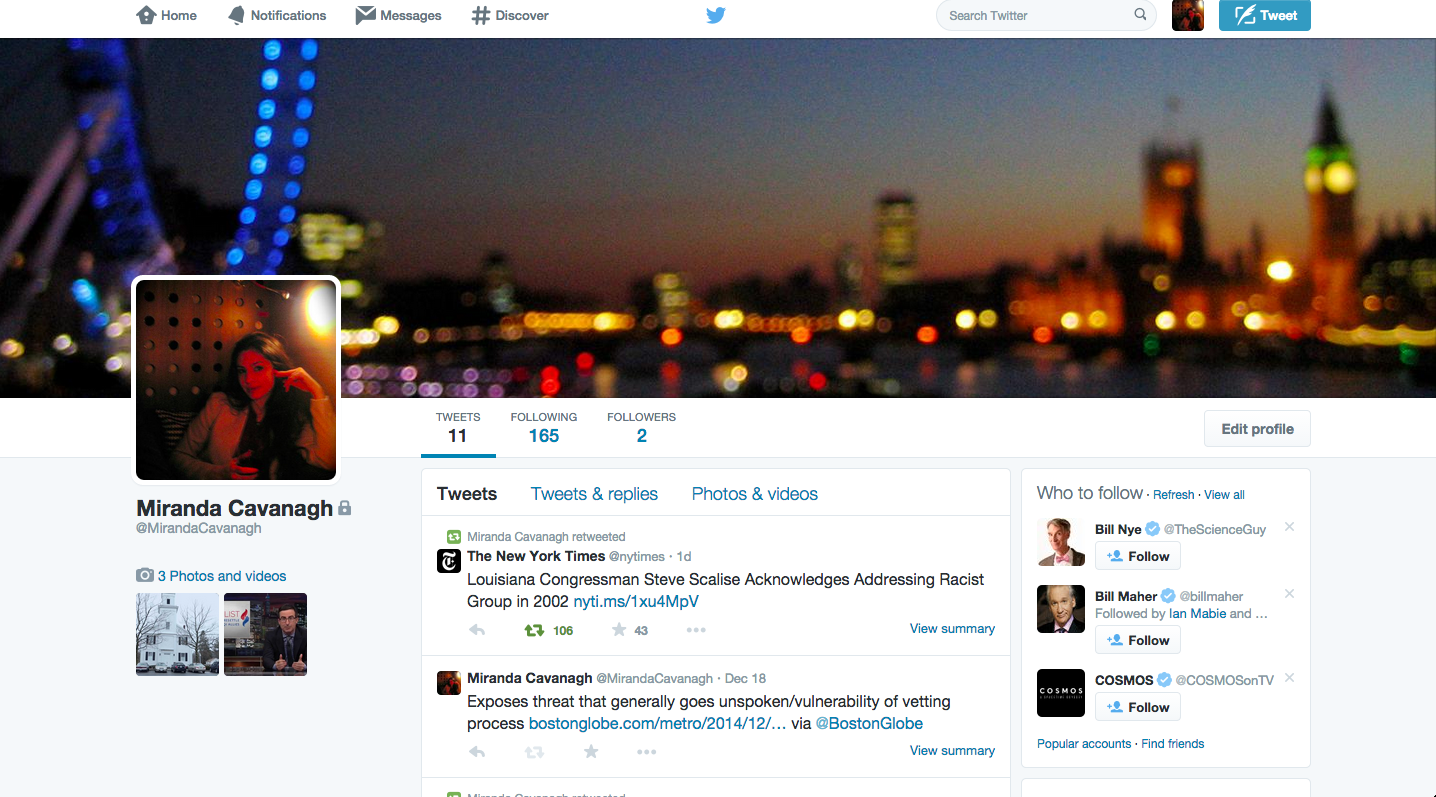 Home Notifications Messages Discover Search Twitter Tweet
TWEETS FOLLOWING FOLLOWERS
11 165 2
Edit profile
Miranda Cavanagh
@MirandaCavanagh
3 Photos and videos
LIST
Tweets Tweets & replies Photos & videos
Miranda Cavanagh retweeted
The New York Times @nytimes · 1d
Louisiana Congressman Steve Scalise Acknowledges Addressing Racist
Group in 2002 nyti.ms/1xu4MpV
106 43 View summary
Miranda Cavanagh @MirandaCavanagh · Dec 18
Exposes threat that generally goes unspoken/vulnerability of vetting
process bostonglobe.com/metro/2014/12/… via @BostonGlobe
View summary
Miranda Cavanagh retweeted
Who to follow · Refresh · View all
Bill Nye @TheScienceGuy
Follow
Bill Maher @billmaher
Followed by Ian Mabie and …
Follow
COSMOS
COSMOS @COSMOSonTV
Follow
Popular accounts · Find friends